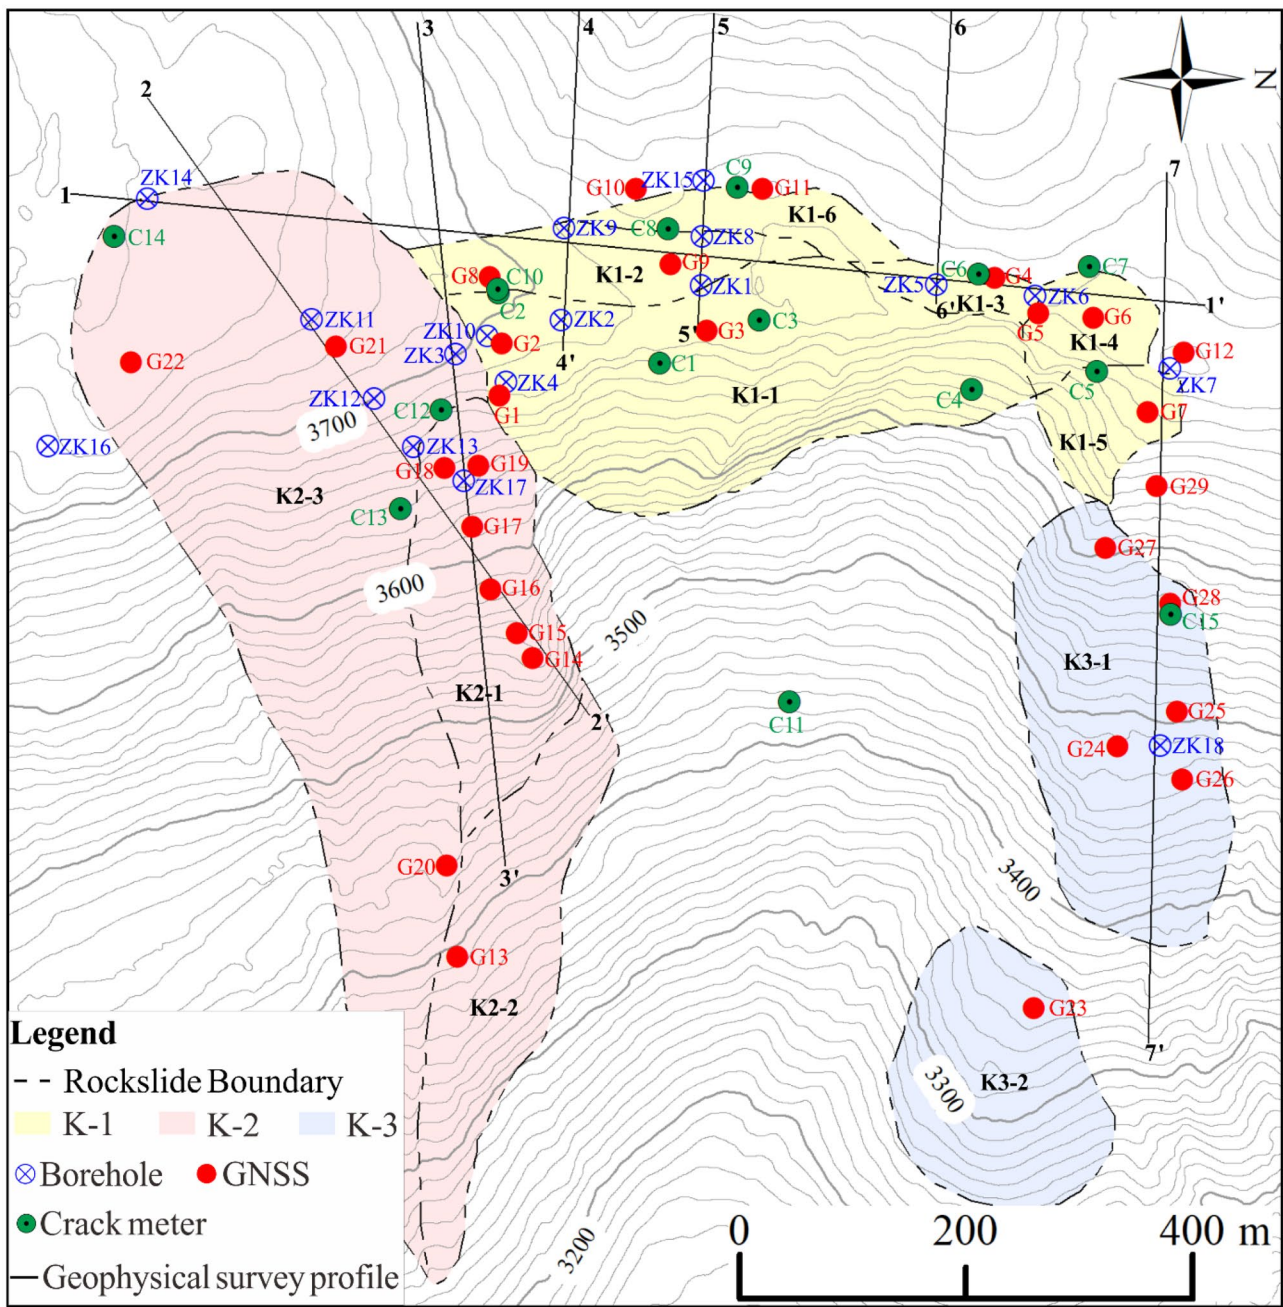 3
4
5
6
N
2
7
ZK14
C9
1
G10
ZK15
G11
K1-6
C14
ZK9
C8
ZK8
G8
C10
K1-2
G9
C6
G4
C7
C2
ZK1
ZK5
K1-3
ZK6
1'
ZK11
ZK10
ZK2
5'
G3
C3
6'
G5
G6
G22
G21
ZK3
G2
4'
C1
K1-4
G12
ZK12
ZK4
K1-1
C4
C5
ZK7
C12
G1
3700
G7
ZK16
ZK13
K1-5
G18
G19
K2-3
ZK17
G29
C13
G17
G27
3600
G16
G28
3500
G15
C15
G14
K3-1
K2-1
2'
C11
G25
G24
ZK18
G26
G20
3'
3400
G13
K2-2
G23
7'
3300
K3-2
3200
Legend
Rockslide Boundary
K-1 K-2 K-3
Borehole GNSS
Crack meter
Geophysical survey profile
0 200 400 m